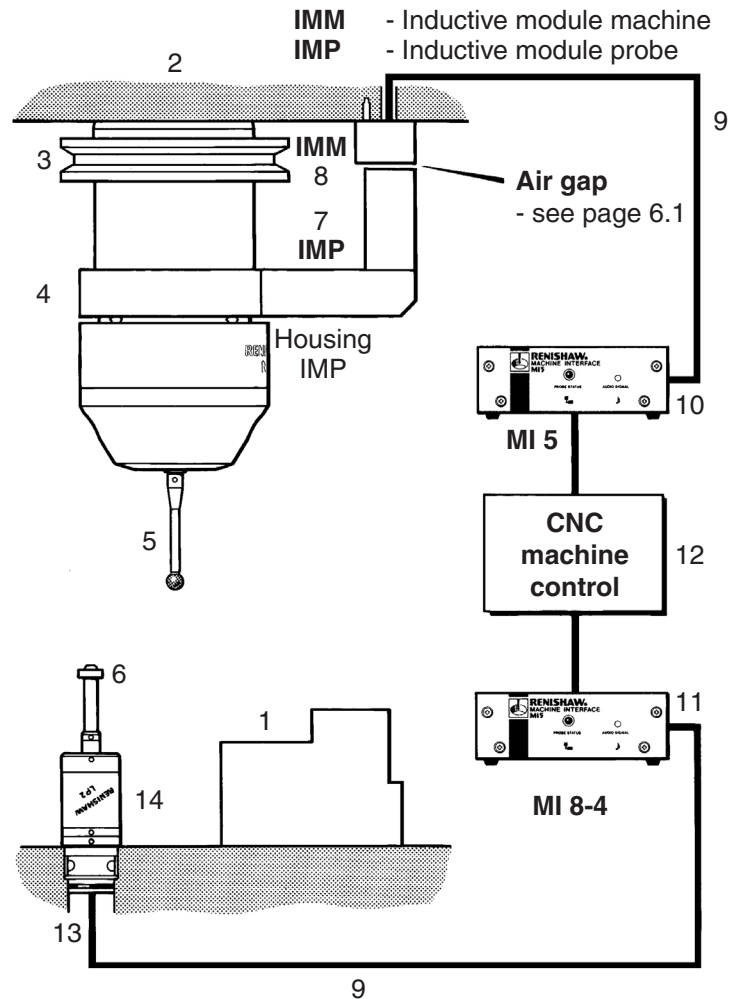 IMM - Inductive module machine
IMP - Inductive module probe
2
9
3
IMM
8
Air gap
- see page 6.1
7
IMP
4
Housing
IMP
RENISHAW.
MACHINE INTERFACE
MI5
PROBE STATUS
AUDIO SIGNAL
10
MI 5
5
CNC
machine
control
12
6
1
RENISHAW.
MACHINE INTERFACE
MI5
PROBE STATUS
AUDIO SIGNAL
11
RENISHAW
LP2
14
MI 8-4
13
9